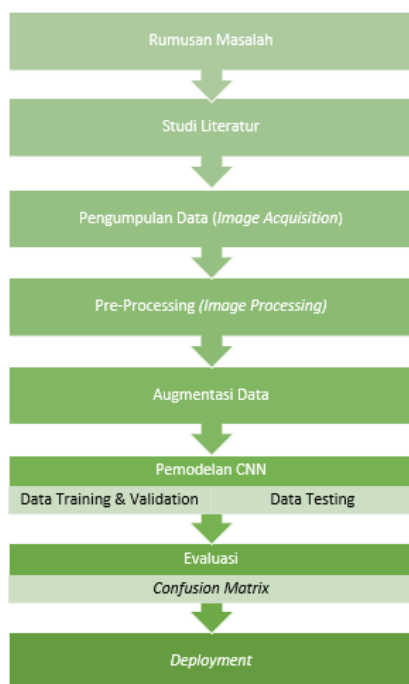 Rumusan Masalah
Studi Literatur
Pengumpulan Data (Image Acquisition)
Pre-Processing (Image Processing)
Augmentasi Data
Pemodelan CNN
Data Training & Validation Data Testing
Evaluasi
Confusion Matrix
Deployment